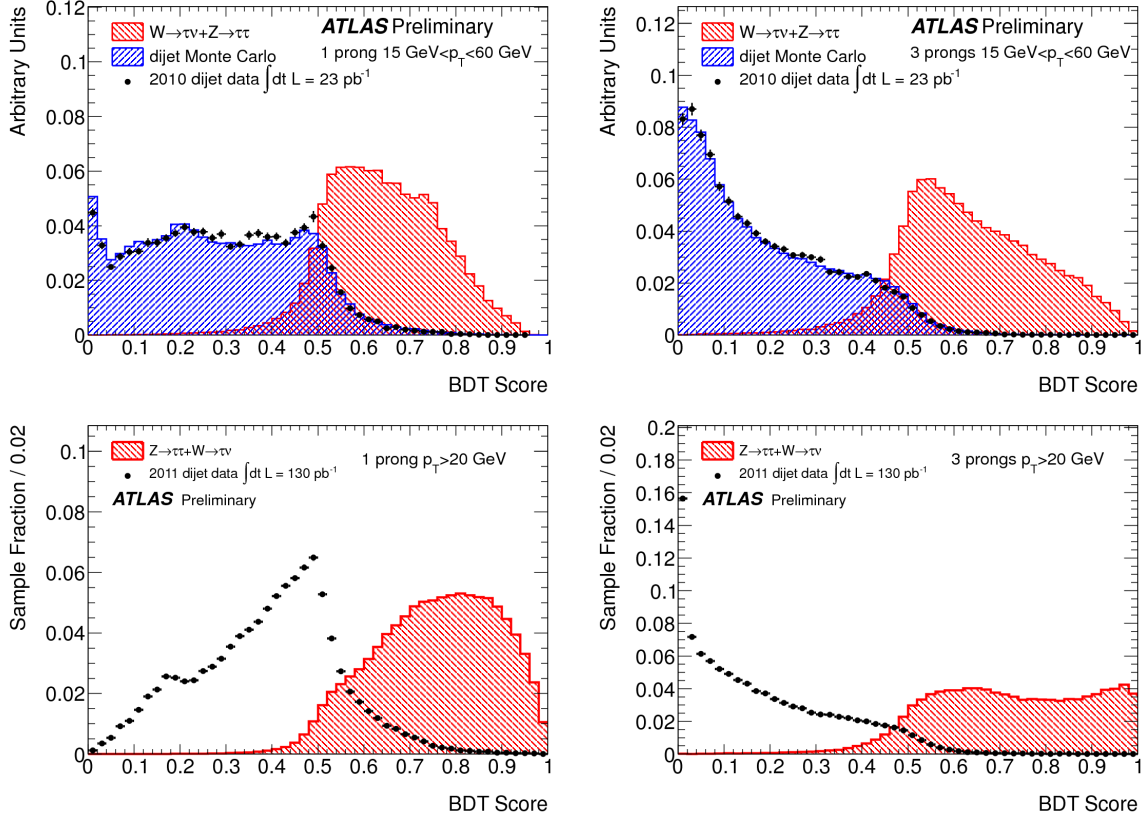 ATLAS Preliminary
W→τν+Z→ττ
1 prong 15 GeV<p_T<60 GeV
dijet Monte Carlo
2010 dijet data ∫dt L = 23 pb⁻¹
Arbitrary Units
0.12
0.1
0.08
0.06
0.04
0.02
0
0 0.1 0.2 0.3 0.4 0.5 0.6 0.7 0.8 0.9 1
BDT Score
ATLAS Preliminary
W→τν+Z→ττ
3 prongs 15 GeV<p_T<60 GeV
dijet Monte Carlo
2010 dijet data ∫dt L = 23 pb⁻¹
Arbitrary Units
0.12
0.1
0.08
0.06
0.04
0.02
0
0 0.1 0.2 0.3 0.4 0.5 0.6 0.7 0.8 0.9 1
BDT Score
Z→ττ+W→τν
1 prong p_T>20 GeV
2011 dijet data ∫dt L = 130 pb⁻¹
ATLAS Preliminary
Sample Fraction / 0.02
0.1
0.08
0.06
0.04
0.02
0
0 0.1 0.2 0.3 0.4 0.5 0.6 0.7 0.8 0.9 1
BDT Score
Z→ττ+W→τν
3 prongs p_T>20 GeV
2011 dijet data ∫dt L = 130 pb⁻¹
ATLAS Preliminary
Sample Fraction / 0.02
0.2
0.18
0.16
0.14
0.12
0.1
0.08
0.06
0.04
0.02
0
0 0.1 0.2 0.3 0.4 0.5 0.6 0.7 0.8 0.9 1
BDT Score